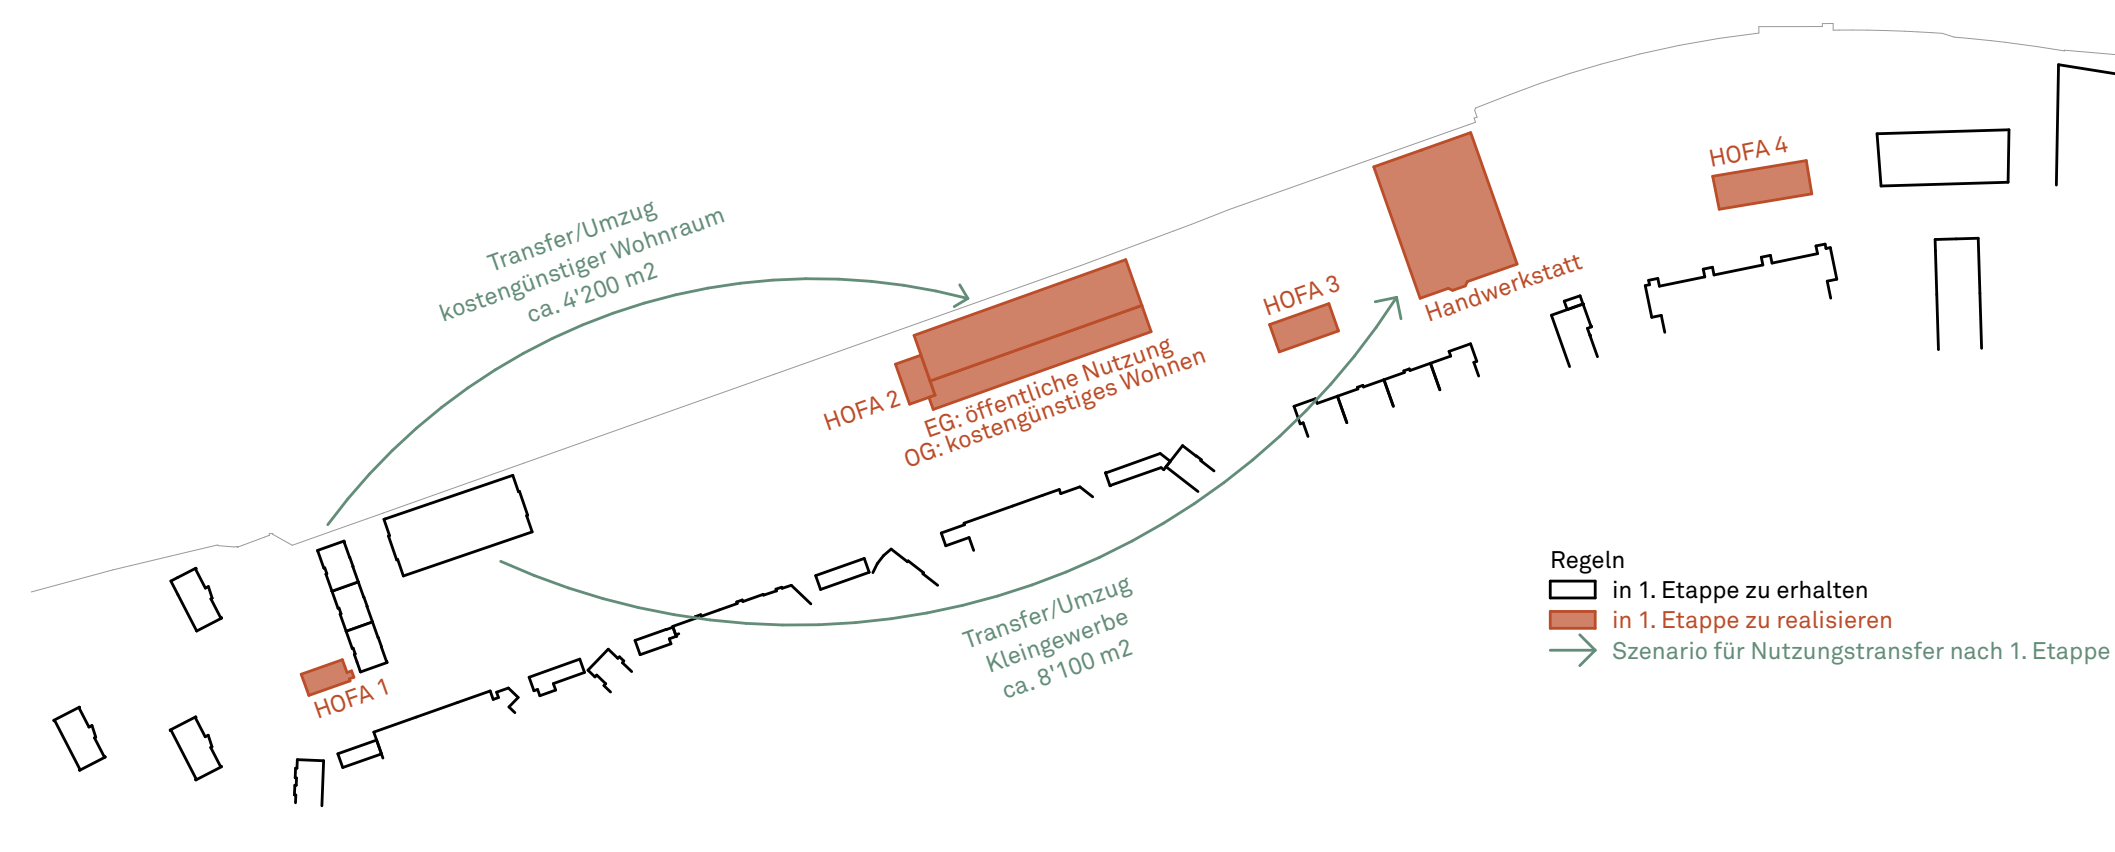 HOFA 4
Transfer/Umzug
kostengünstiger Wohnraum
ca. 4'200 m2
HOFA 3
Handwerkstatt
HOFA 2
EG: öffentliche Nutzung
OG: kostengünstiges Wohnen
Transfer/Umzug
Kleingewerbe
ca. 8'100 m2
HOFA 1
Regeln
in 1. Etappe zu erhalten
in 1. Etappe zu realisieren
Szenario für Nutzungstransfer nach 1. Etappe